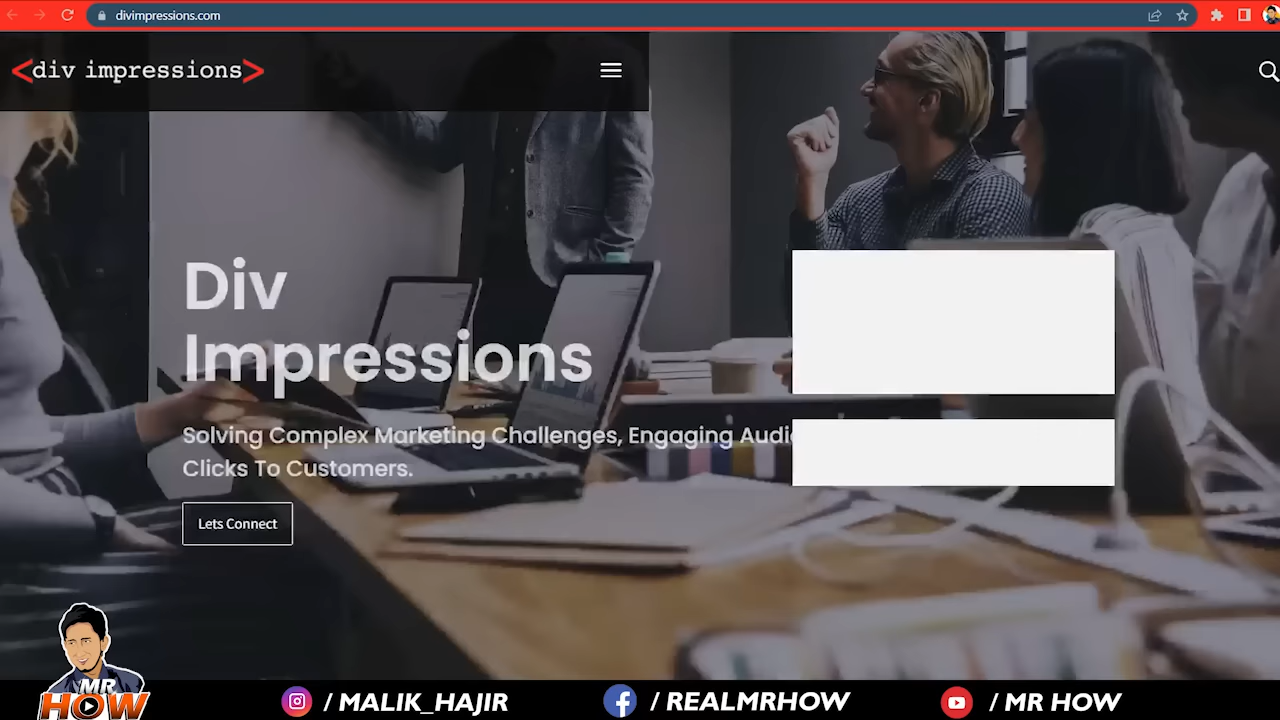 divimpressions.com
<div impressions>
Div
Impressions
Solving Complex Marketing Challenges, Engaging
Clicks To Customers.
Lets Connect
MR
HOW
/ MALIK_HAJIR
/ REALMRHOW
/ MR HOW